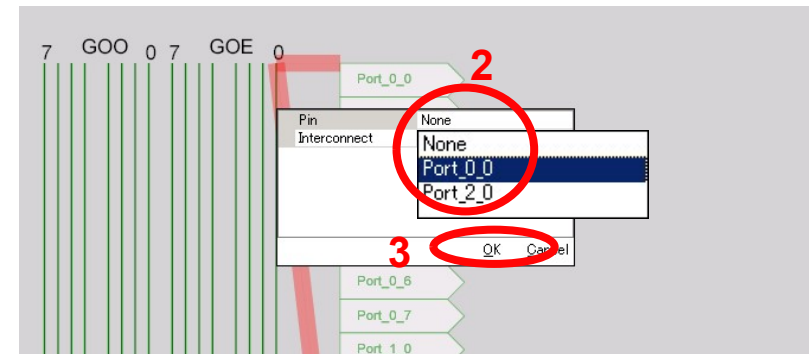 7 GOO 0 7 GOE 0
Port_0_0
2
Pin None
Interconnect
None
Port_0_0
Port_2_0
3
OK Cancel
Port_0_6
Port_0_7
Port_1_0